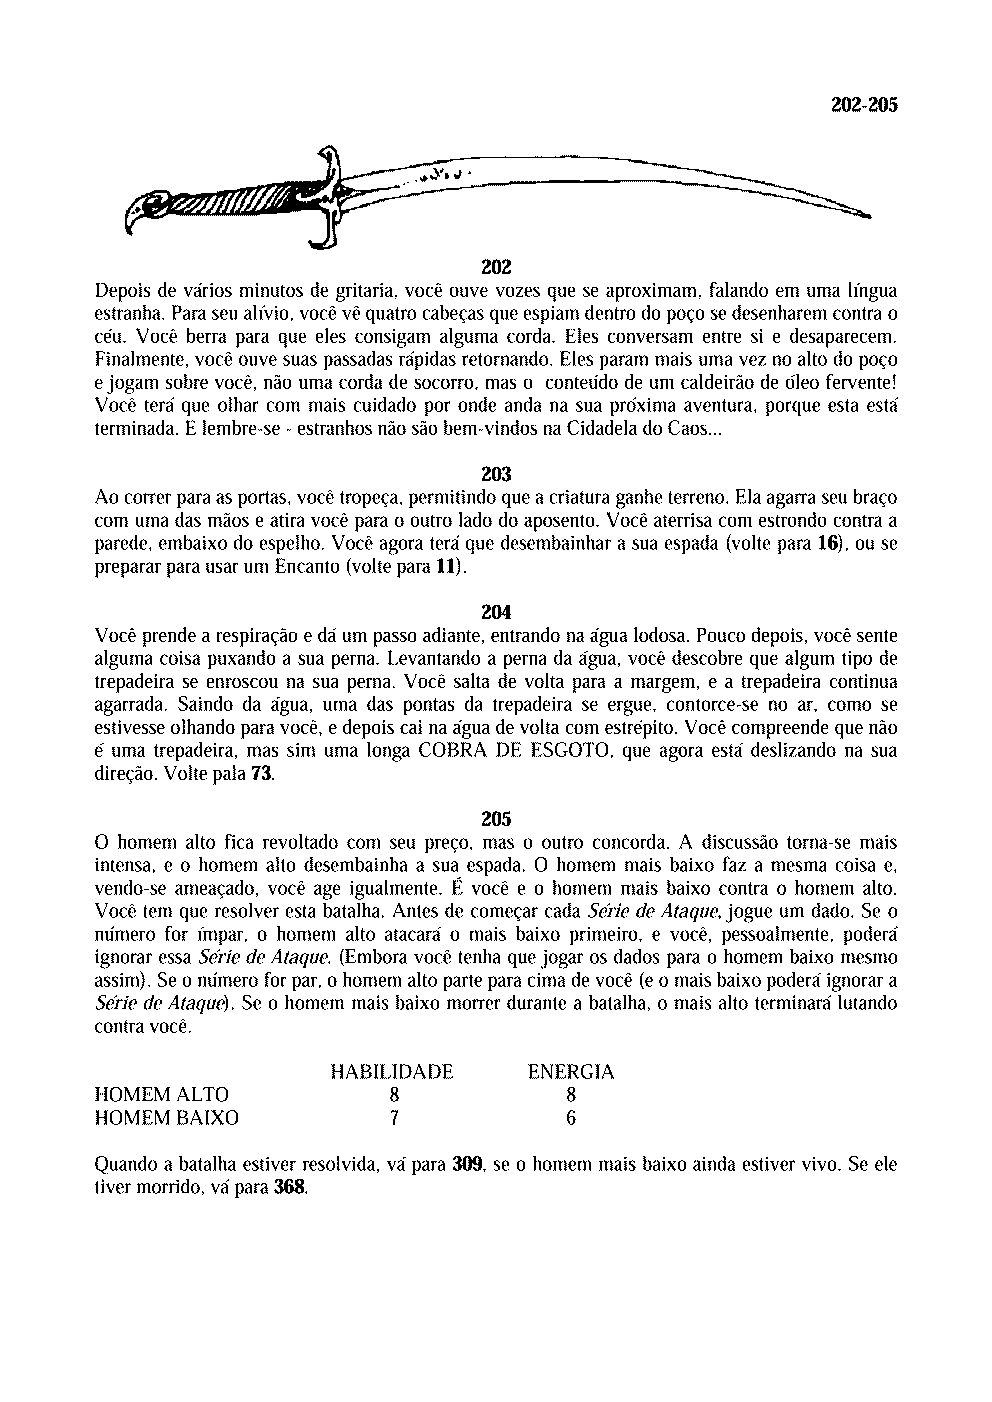 202-205
202
Depois de vários minutos de gritaria, você ouve vozes que se aproximam, falando em uma língua
estranha. Para seu alívio, você vê quatro cabeças que espiam dentro do poço se desenharem contra o
céu. Você berra para que eles consigam alguma corda. Eles conversam entre si e desaparecem.
Finalmente, você ouve suas passadas rápidas retornando. Eles param mais uma vez no alto do poço
e jogam sobre você, não uma corda de socorro, mas o conteúdo de um caldeirão de óleo fervente!
Você terá que olhar com mais cuidado por onde anda na sua próxima aventura, porque esta está
terminada. E lembre-se - estranhos não são bem-vindos na Cidadela do Caos...
203
Ao correr para as portas, você tropeça, permitindo que a criatura ganhe terreno. Ela agarra seu braço
com uma das mãos e atira você para o outro lado do aposento. Você aterrisa com estrondo contra a
parede, embaixo do espelho. Você agora terá que desembainhar a sua espada (volte para 16), ou se
preparar para usar um Encanto (volte para 11).
204
Você prende a respiração e dá um passo adiante, entrando na água lodosa. Pouco depois, você sente
alguma coisa puxando a sua perna. Levantando a perna da água, você descobre que algum tipo de
trepadeira se enroscou na sua perna. Você salta de volta para a margem, e a trepadeira continua
agarrada. Saindo da água, uma das pontas da trepadeira se ergue, contorce-se no ar, como se
estivesse olhando para você, e depois cai na água de volta com estrépito. Você compreende que não
é uma trepadeira, mas sim uma longa COBRA DE ESGOTO, que agora está deslizando na sua
direção. Volte pala 73.
205
O homem alto fica revoltado com seu preço, mas o outro concorda. A discussão torna-se mais
intensa, e o homem alto desembainha a sua espada. O homem mais baixo faz a mesma coisa e,
vendo-se ameaçado, você age igualmente. É você e o homem mais baixo contra o homem alto.
Você tem que resolver esta batalha. Antes de começar cada Série de Ataque, jogue um dado. Se o
número for ímpar, o homem alto atacará o mais baixo primeiro, e você, pessoalmente, poderá
ignorar essa Série de Ataque. (Embora você tenha que jogar os dados para o homem baixo mesmo
assim). Se o número for par, o homem alto parte para cima de você (e o mais baixo poderá ignorar a
Série de Ataque). Se o homem mais baixo morrer durante a batalha, o mais alto terminará lutando
contra você.
HABILIDADE ENERGIA
HOMEM ALTO 8 8
HOMEM BAIXO 7 6
Quando a batalha estiver resolvida, vá para 309, se o homem mais baixo ainda estiver vivo. Se ele
tiver morrido, vá para 368.